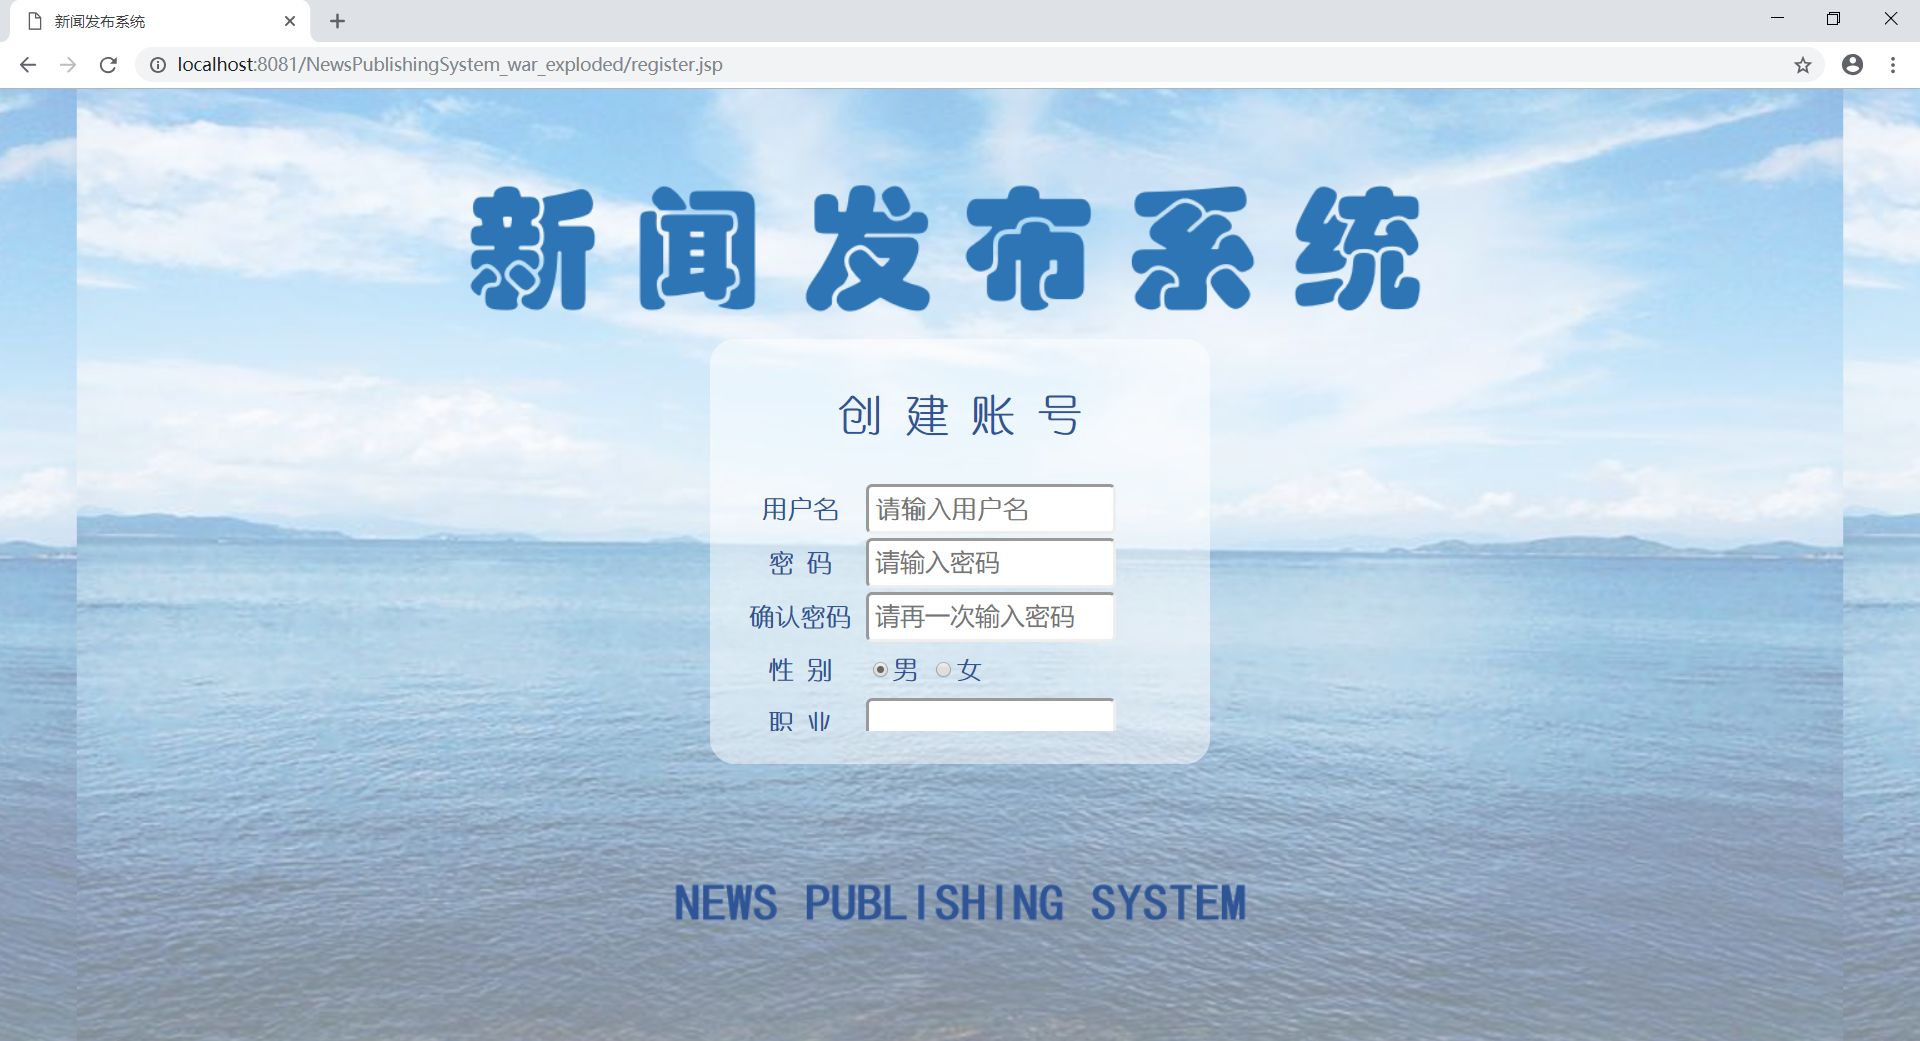 新闻发布系统
localhost:8081/NewsPublishingSystem_war_exploded/register.jsp
新闻发布系统
创建账号
用户名 请输入用户名
密 码 请输入密码
确认密码 请再一次输入密码
性 别 男 女
职 业
NEWS PUBLISHING SYSTEM